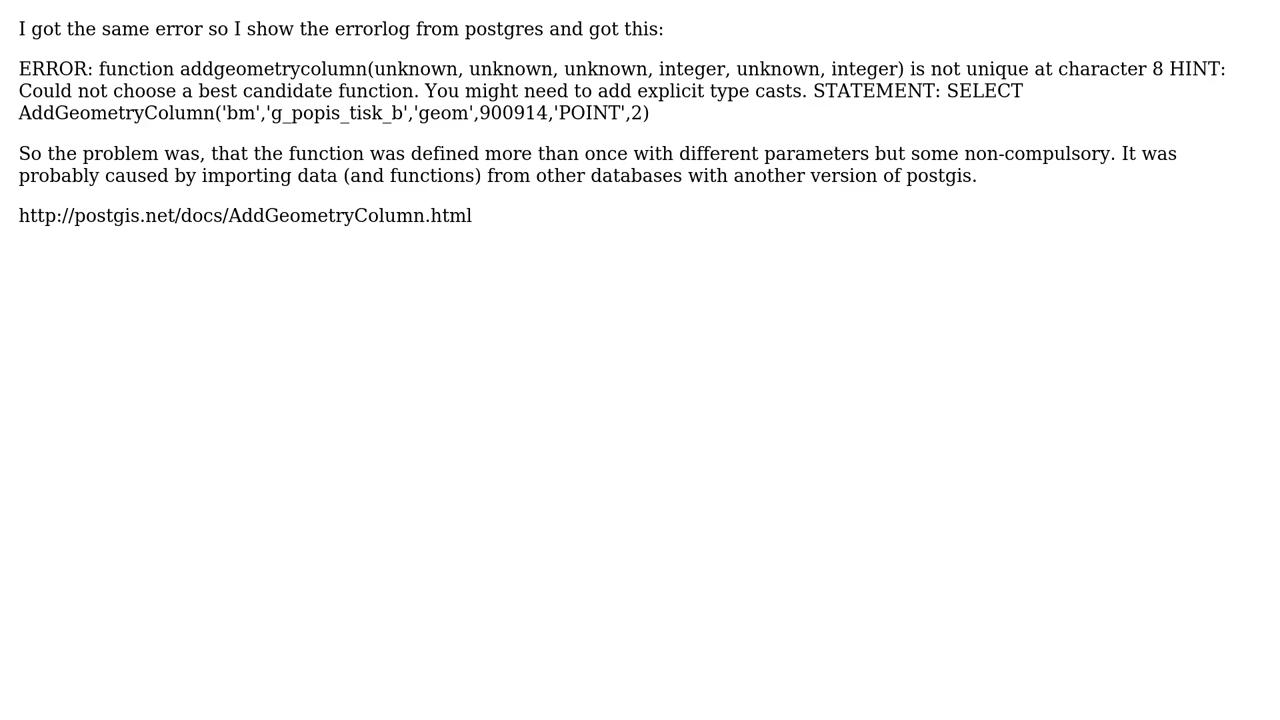 I got the same error so I show the errorlog from postgres and got this:
ERROR: function addgeometrycolumn(unknown, unknown, unknown, integer, unknown, integer) is not unique at character 8 HINT:
Could not choose a best candidate function. You might need to add explicit type casts. STATEMENT: SELECT
AddGeometryColumn('bm','g_popis_tisk_b','geom',900914,'POINT',2)
So the problem was, that the function was defined more than once with different parameters but some non-compulsory. It was
probably caused by importing data (and functions) from other databases with another version of postgis.
http://postgis.net/docs/AddGeometryColumn.html